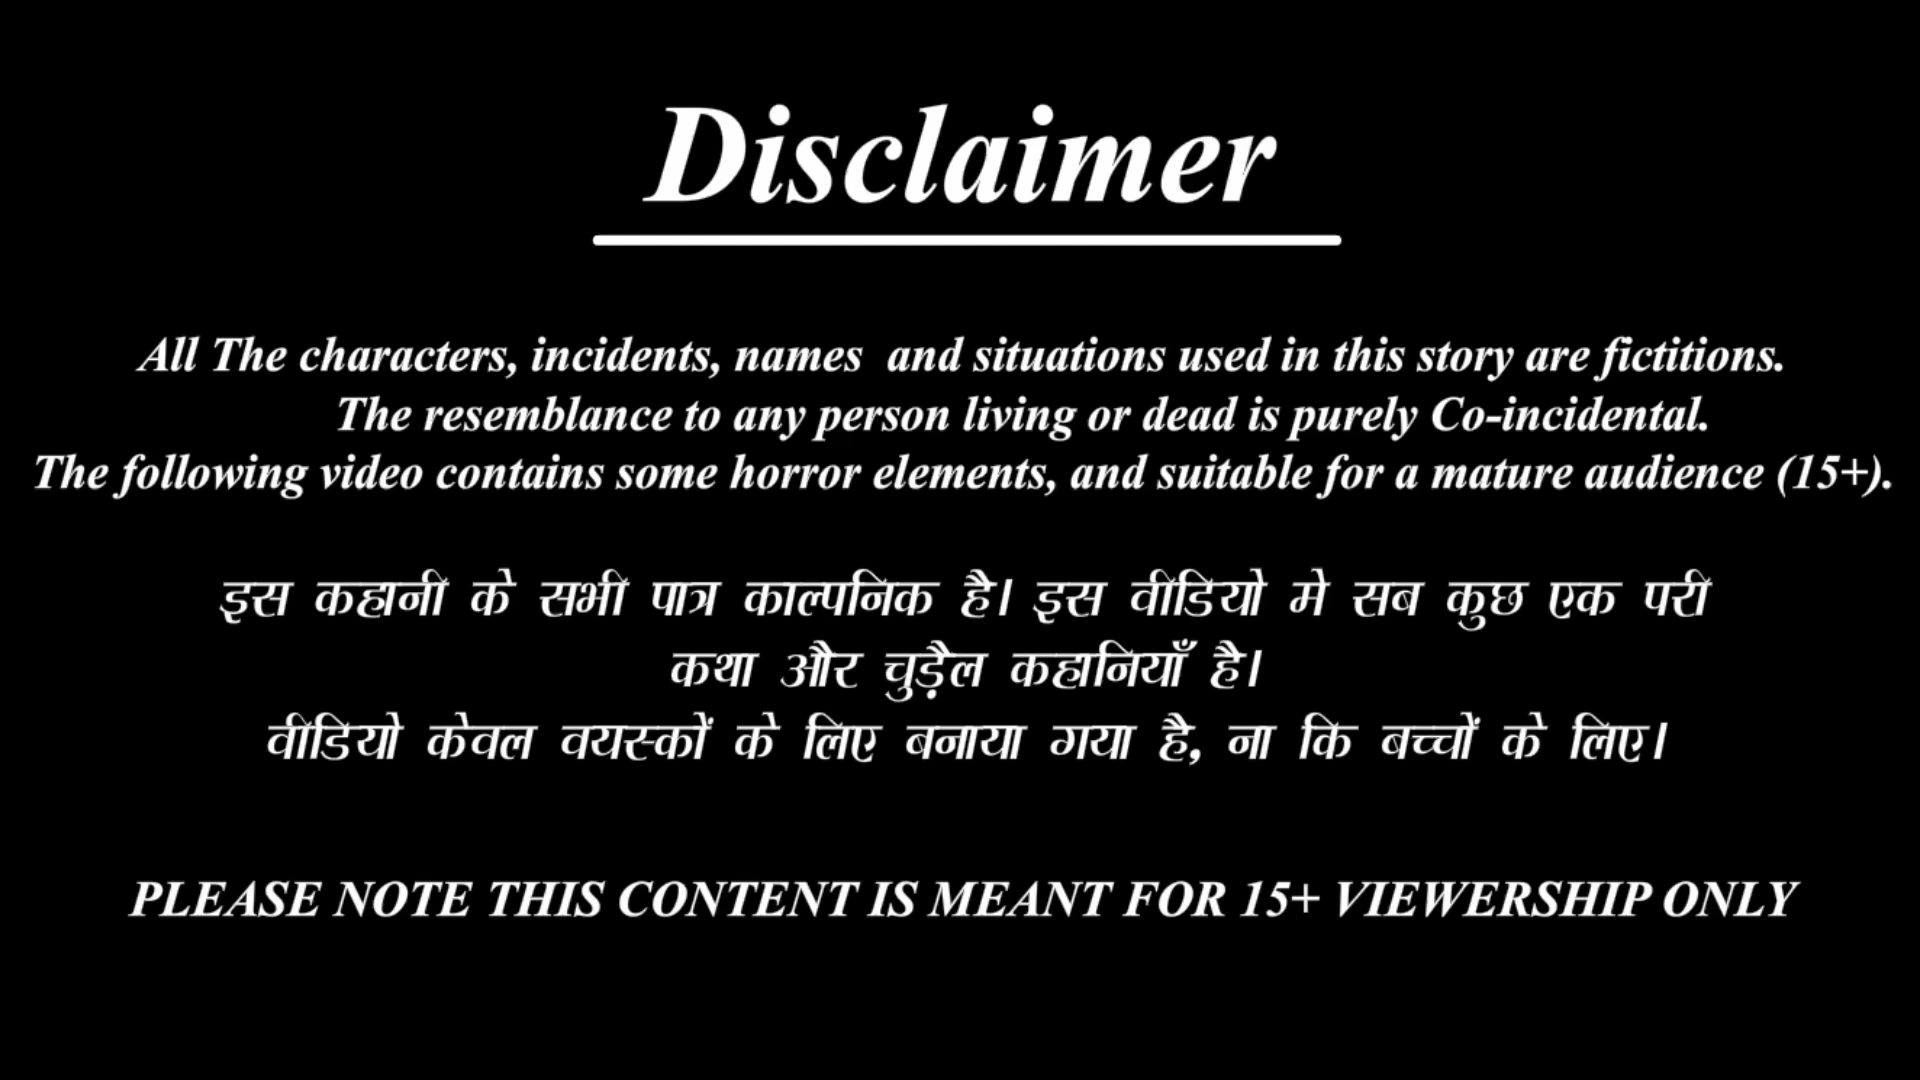 Disclaimer
All The characters, incidents, names and situations used in this story are fictitions.
The resemblance to any person living or dead is purely Co-incidental.
The following video contains some horror elements, and suitable for a mature audience (15+).
इस कहानी के सभी पात्र काल्पनिक है। इस वीडियो मे सब कुछ एक परी
कथा और चुड़ैल कहानियाँ है।
वीडियो केवल वयस्कों के लिए बनाया गया है, ना कि बच्चों के लिए।
PLEASE NOTE THIS CONTENT IS MEANT FOR 15+ VIEWERSHIP ONLY